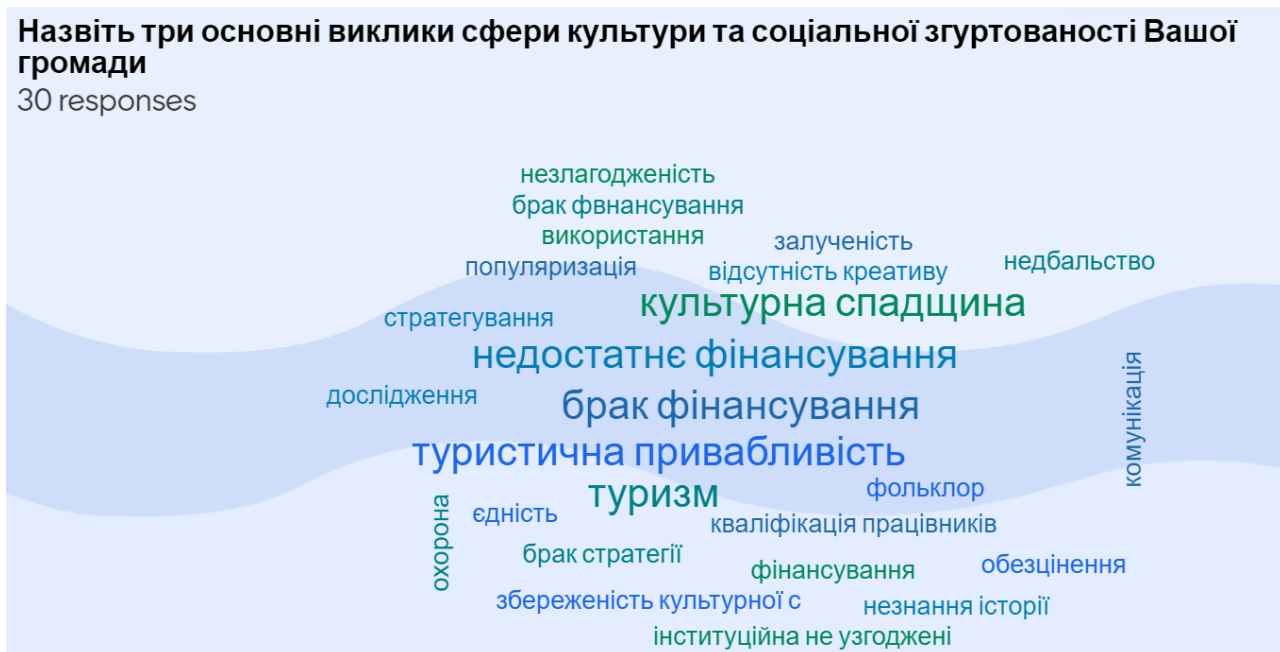 Назвіть три основні виклики сфери культури та соціальної згуртованості Вашої
громади
30 responses
незлагодженість
брак фвнансування
використання
залученість
популяризація
відсутність креативу
недбальство
культурна спадщина
стратегування
недостатнє фінансування
дослідження
брак фінансування
комунікація
туристична привабливість
туризм
фольклор
охорона
єдність
кваліфікація працівників
брак стратегії
фінансування
обезцінення
збереженість культурної с
незнання історії
інституційна не узгоджені